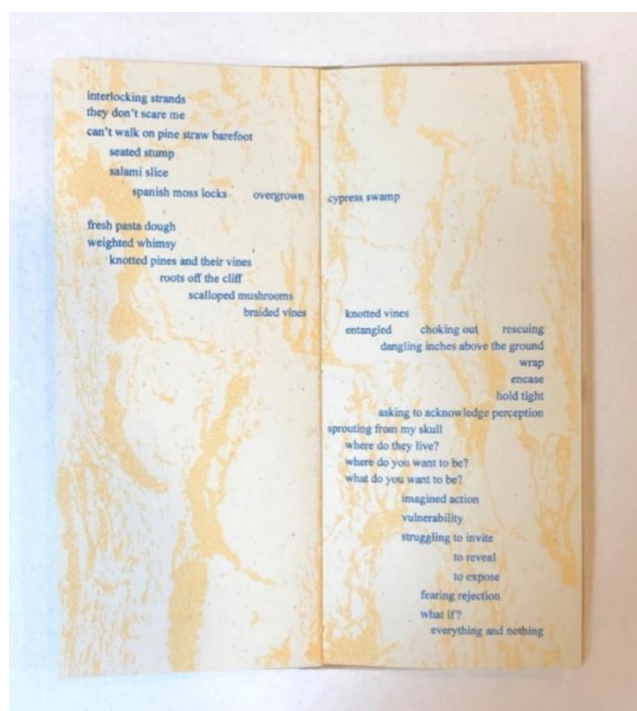 interlocking strands
they don't scare me
can't walk on pine straw barefoot
seated stump
salami slice
spanish moss locks overgrown cypress swamp
fresh pasta dough
weighted whimsy
knotted pines and their vines
roots off the cliff
scalloped mushrooms
braided vines knotted vines
entangled choking out rescuing
dangling inches above the ground
wrap
encase
hold tight
asking to acknowledge perception
sprouting from my skull
where do they live?
where do you want to be?
what do you want to be?
imagined action
vulnerability
struggling to invite
to reveal
to expose
fearing rejection
what if?
everything and nothing